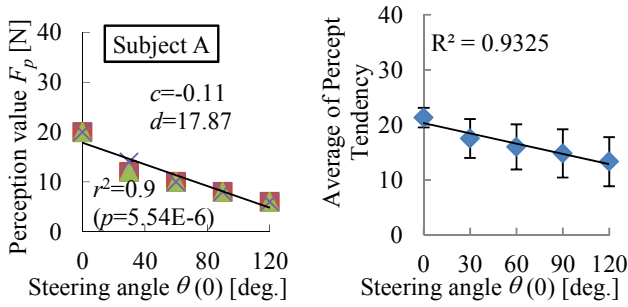 Perception value F_p [N]
40
30
20
10
0
Subject A
c=-0.11
d=17.87
r²=0.9
(p=5.54E-6)
0 40 80 120
Steering angle θ (0) [deg.]
Average of Percept
Tendency
40
30
20
10
0
R² = 0.9325
0 30 60 90 120
Steering angle θ (0) [deg.]